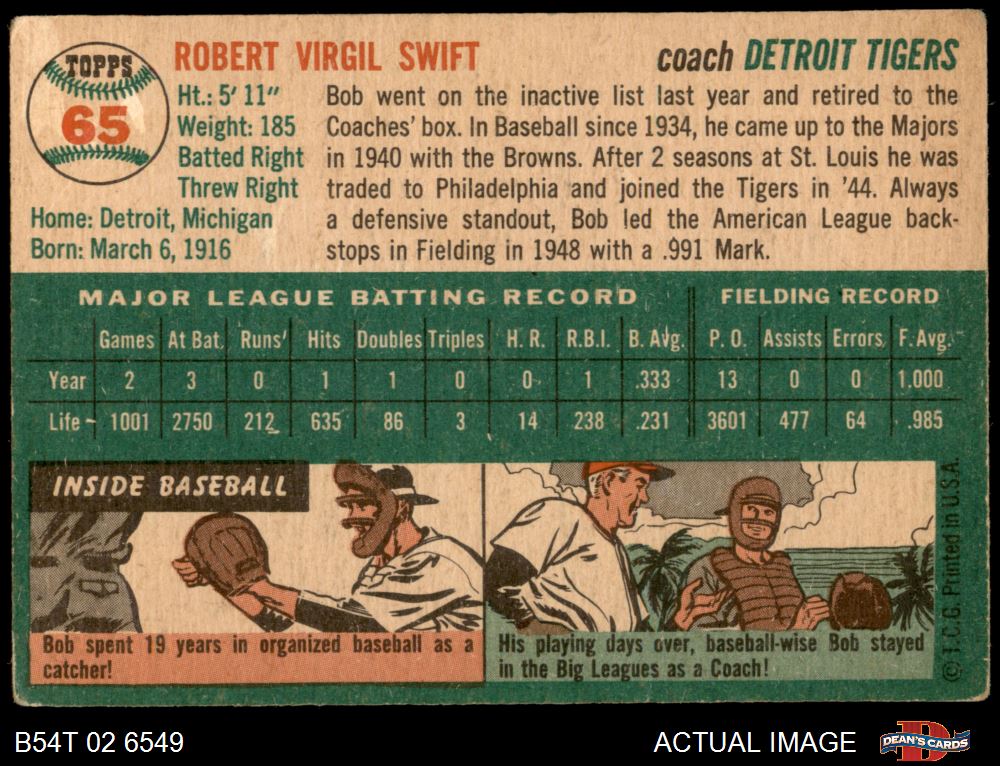 TOPPS
65
ROBERT VIRGIL SWIFT
coach DETROIT TIGERS
Ht.: 5' 11"
Weight: 185
Batted Right
Threw Right
Home: Detroit, Michigan
Born: March 6, 1916
Bob went on the inactive list last year and retired to the
Coaches' box. In Baseball since 1934, he came up to the Majors
in 1940 with the Browns. After 2 seasons at St. Louis he was
traded to Philadelphia and joined the Tigers in '44. Always
a defensive standout, Bob led the American League back-
stops in Fielding in 1948 with a .991 Mark.
MAJOR LEAGUE BATTING RECORD FIELDING RECORD
Games At Bat. Runs Hits Doubles Triples H. R. R.B.I. B. Avg. P. O. Assists Errors F. Avg.
Year 2 3 0 1 1 0 0 1 .333 13 0 0 1.000
Life 1001 2750 212 635 86 3 14 238 .231 3601 477 64 .985
INSIDE BASEBALL
Bob spent 19 years in organized baseball as a
catcher!
His playing days over, baseball-wise Bob stayed
in the Big Leagues as a Coach!
© T.C.G. Printed in U.S.A.
B54T 02 6549
ACTUAL IMAGE
DEAN'S CARDS